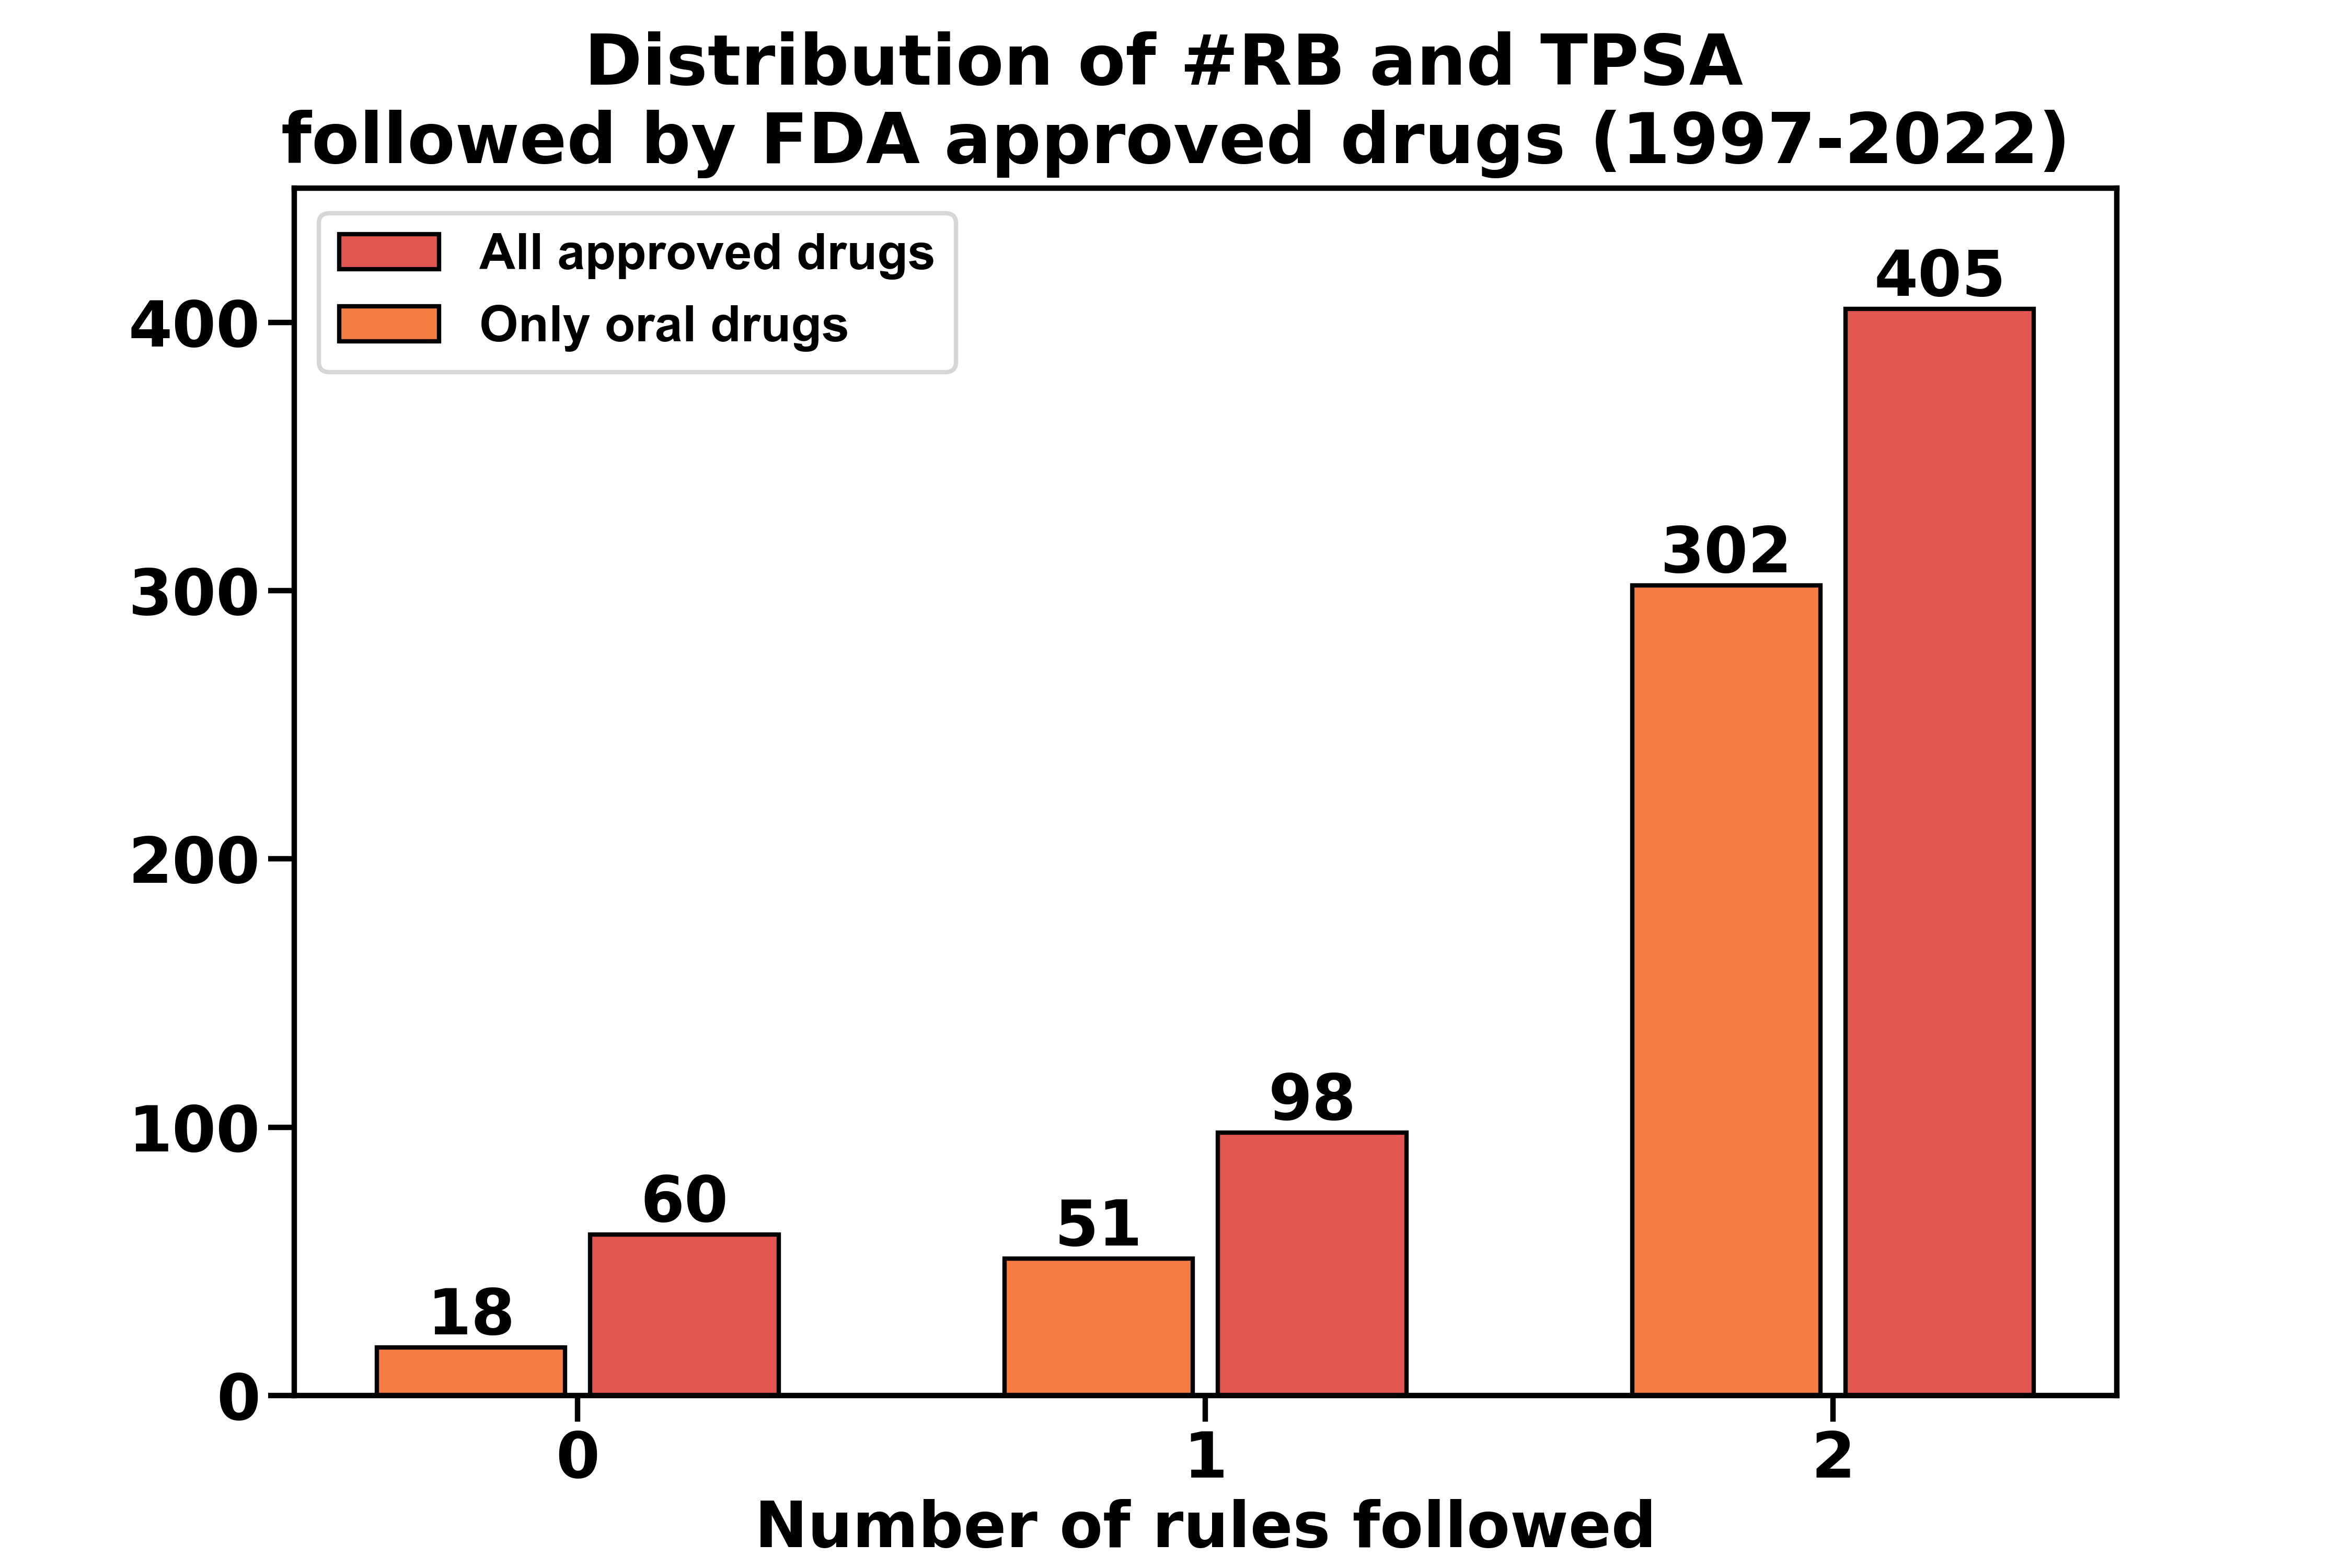 Distribution of #RB and TPSA
followed by FDA approved drugs (1997-2022)
All approved drugs
Only oral drugs
400
300
200
100
0
18
60
51
98
302
405
0
1
2
Number of rules followed